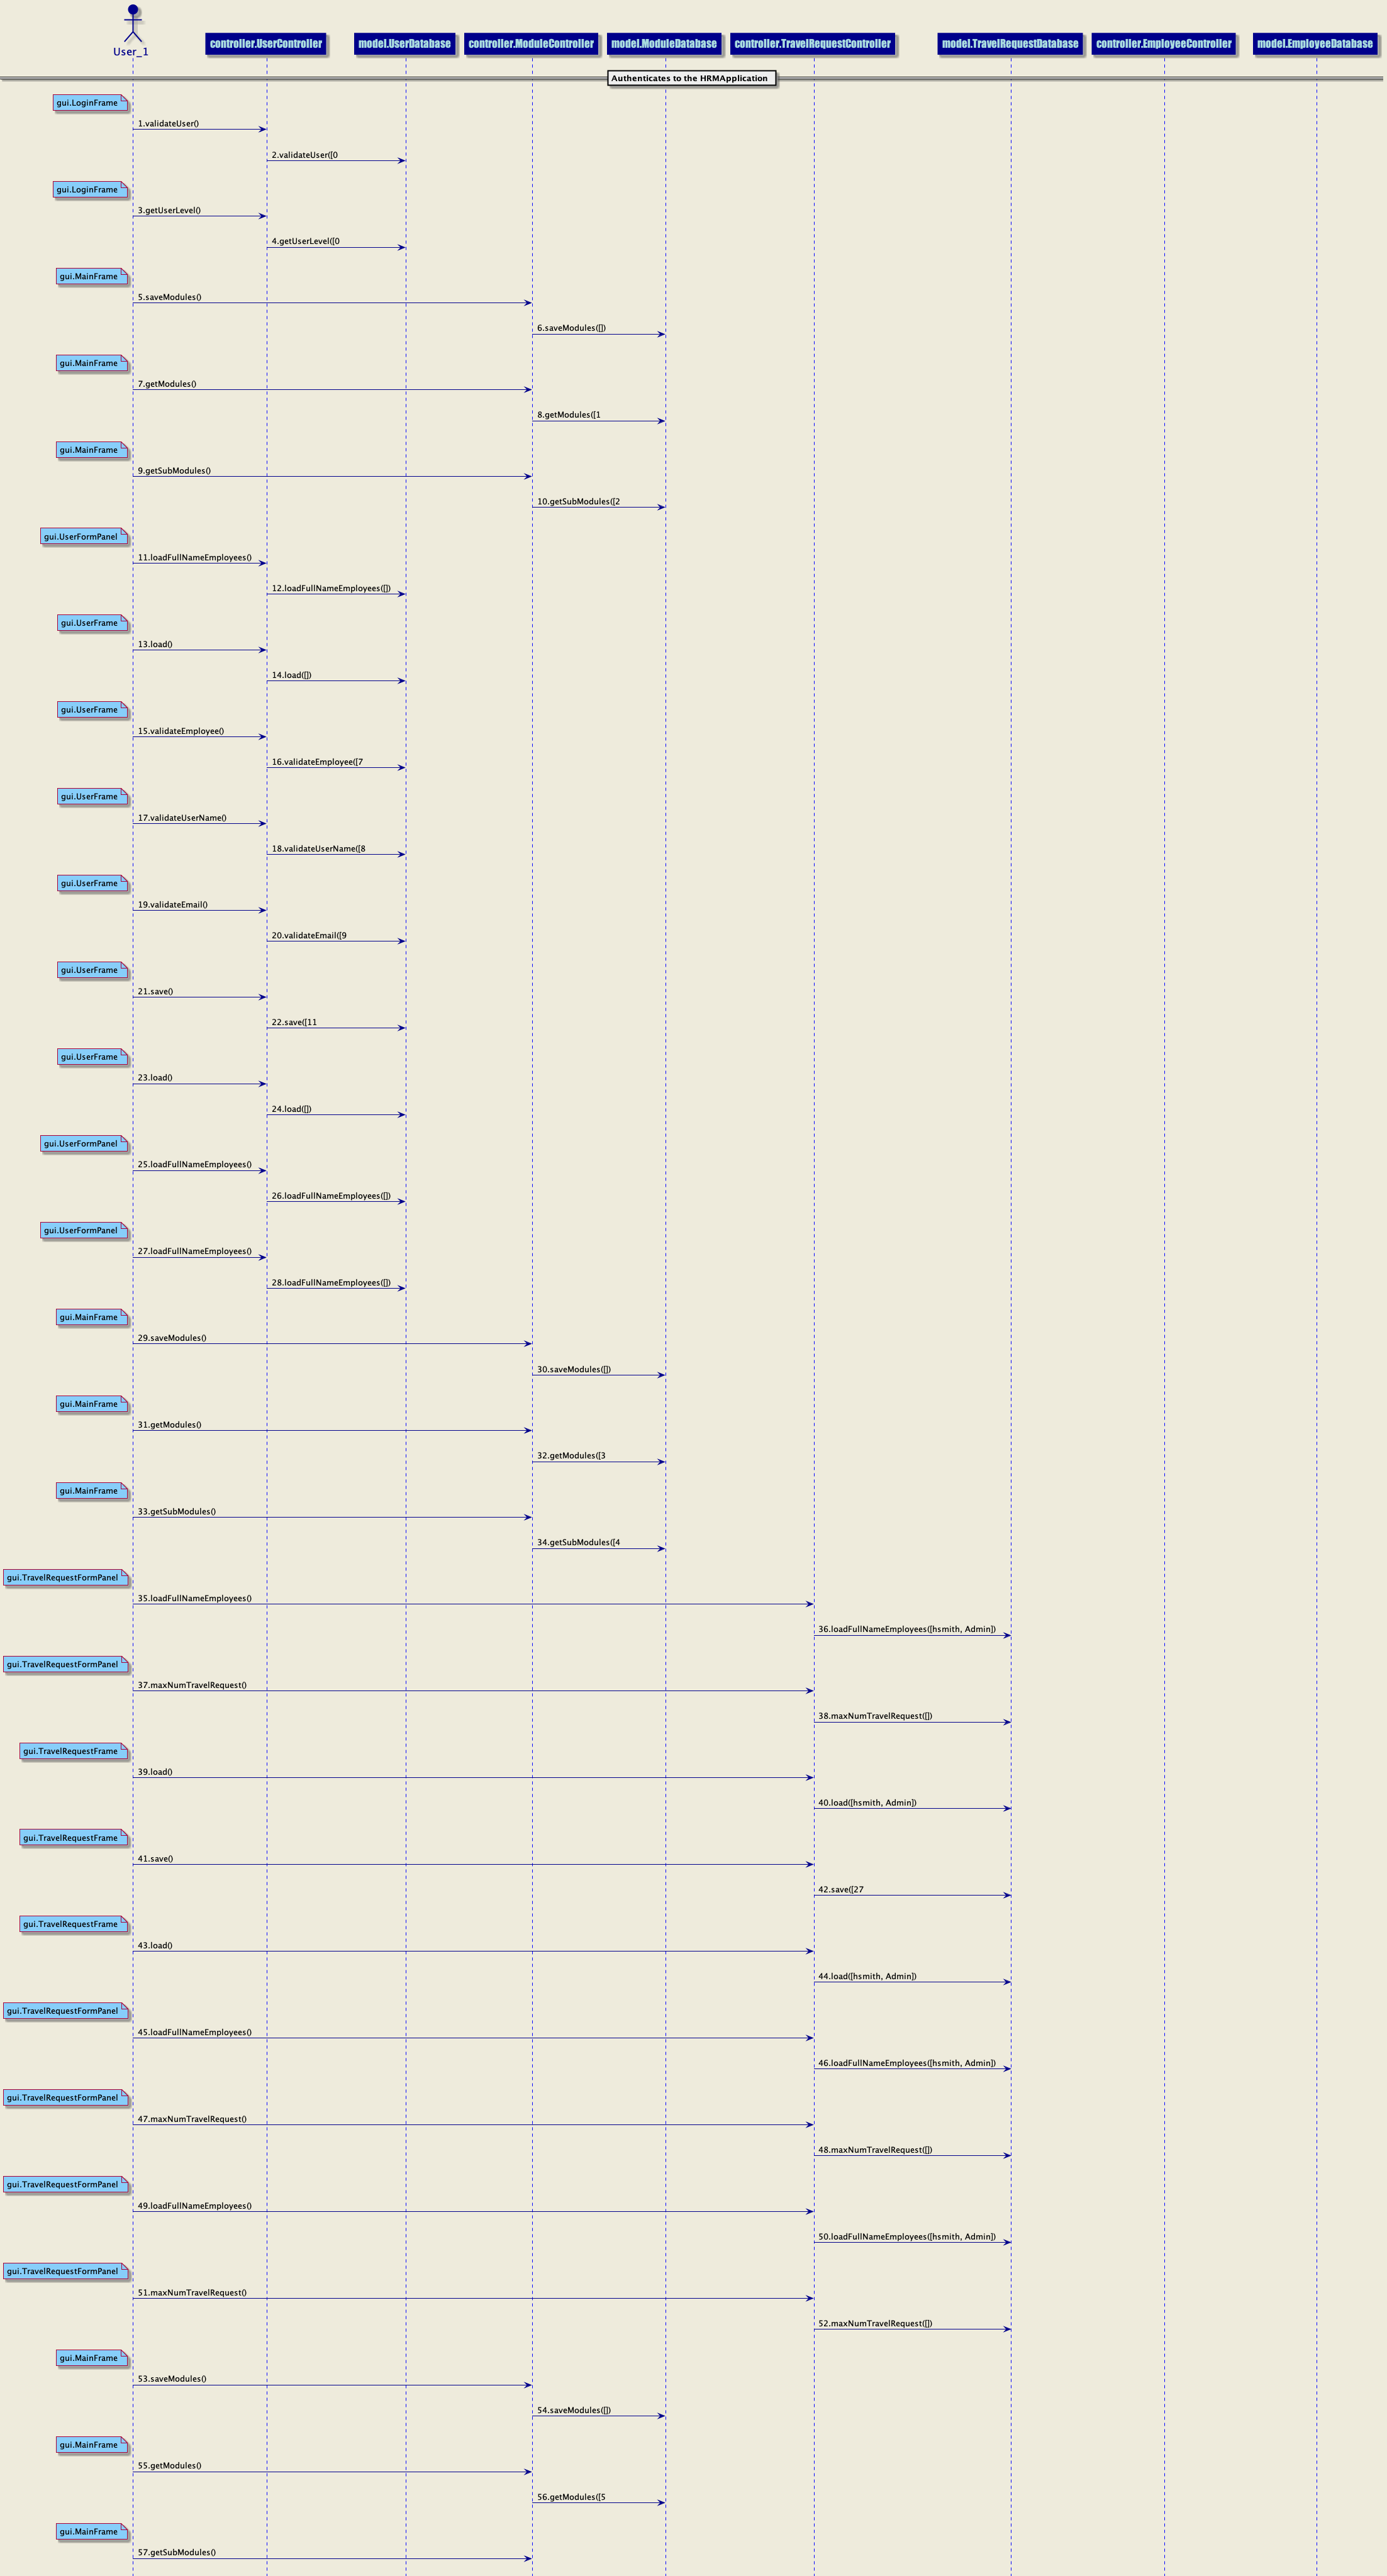 User_1
controller.UserController
model.UserDatabase
controller.ModuleController
model.ModuleDatabase
controller.TravelRequestController
model.TravelRequestDatabase
controller.EmployeeController
model.EmployeeDatabase
Authenticates to the HRMApplication
gui.LoginFrame
1.validateUser()
2.validateUser([0
gui.LoginFrame
3.getUserLevel()
4.getUserLevel([0
gui.MainFrame
5.saveModules()
6.saveModules([])
gui.MainFrame
7.getModules()
8.getModules([1
gui.MainFrame
9.getSubModules()
10.getSubModules([2
gui.UserFormPanel
11.loadFullNameEmployees()
12.loadFullNameEmployees([])
gui.UserFrame
13.load()
14.load([])
gui.UserFrame
15.validateEmployee()
16.validateEmployee([7
gui.UserFrame
17.validateUserName()
18.validateUserName([8
gui.UserFrame
19.validateEmail()
20.validateEmail([9
gui.UserFrame
21.save()
22.save([11
gui.UserFrame
23.load()
24.load([])
gui.UserFormPanel
25.loadFullNameEmployees()
26.loadFullNameEmployees([])
gui.UserFormPanel
27.loadFullNameEmployees()
28.loadFullNameEmployees([])
gui.MainFrame
29.saveModules()
30.saveModules([])
gui.MainFrame
31.getModules()
32.getModules([3
gui.MainFrame
33.getSubModules()
34.getSubModules([4
gui.TravelRequestFormPanel
35.loadFullNameEmployees()
36.loadFullNameEmployees([hsmith, Admin])
gui.TravelRequestFormPanel
37.maxNumTravelRequest()
38.maxNumTravelRequest([])
gui.TravelRequestFrame
39.load()
40.load([hsmith, Admin])
gui.TravelRequestFrame
41.save()
42.save([27
gui.TravelRequestFrame
43.load()
44.load([hsmith, Admin])
gui.TravelRequestFormPanel
45.loadFullNameEmployees()
46.loadFullNameEmployees([hsmith, Admin])
gui.TravelRequestFormPanel
47.maxNumTravelRequest()
48.maxNumTravelRequest([])
gui.TravelRequestFormPanel
49.loadFullNameEmployees()
50.loadFullNameEmployees([hsmith, Admin])
gui.TravelRequestFormPanel
51.maxNumTravelRequest()
52.maxNumTravelRequest([])
gui.MainFrame
53.saveModules()
54.saveModules([])
gui.MainFrame
55.getModules()
56.getModules([5
gui.MainFrame
57.getSubModules()